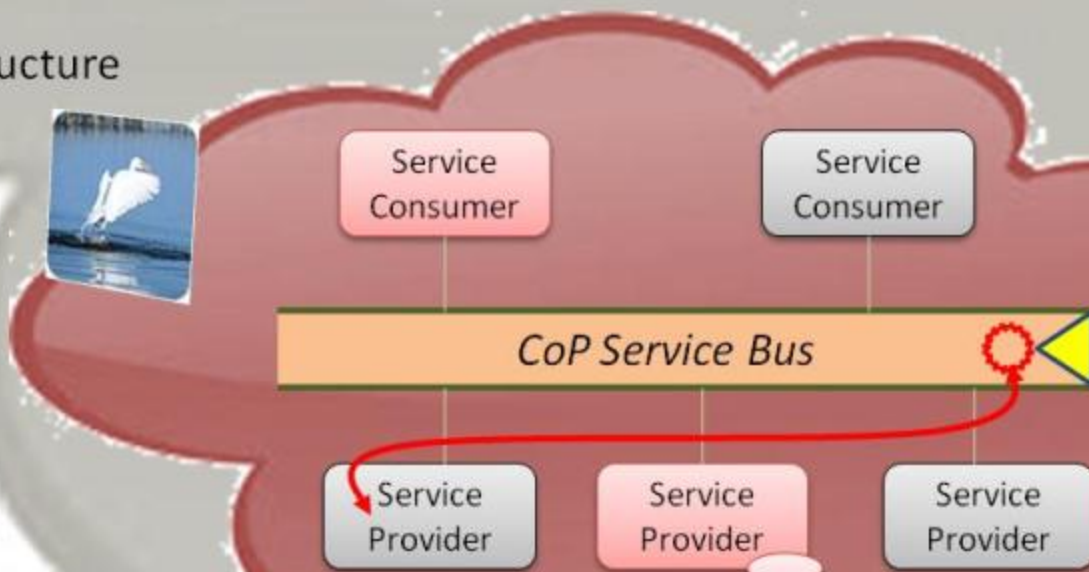 ucture
Service
Consumer
Service
Consumer
CoP Service Bus
Service
Provider
Service
Provider
Service
Provider